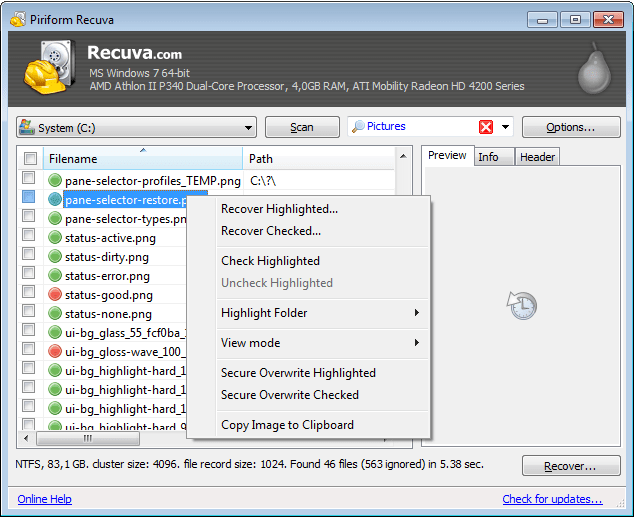 Piriform Recuva
Recuva.com
MS Windows 7 64-bit
AMD Athlon II P340 Dual-Core Processor, 4,0GB RAM, ATI Mobility Radeon HD 4200 Series
System (C:)
Scan
Pictures
Options...
Filename
Path
Preview
Info
Header
pane-selector-profiles_TEMP.png
C:\?\
pane-selector-restore.p
pane-selector-types.pn
status-active.png
status-dirty.png
status-error.png
status-good.png
status-none.png
ui-bg_glass_55_fcf0ba_
ui-bg_gloss-wave_100_
ui-bg_highlight-hard_1
ui-bg_highlight-hard_1
ui-bg_highlight-hard_1
ui-bg_highlight-hard_9
Recover Highlighted...
Recover Checked...
Check Highlighted
Uncheck Highlighted
Highlight Folder
View mode
Secure Overwrite Highlighted
Secure Overwrite Checked
Copy Image to Clipboard
NTFS, 83,1 GB. cluster size: 4096. file record size: 1024. Found 46 files (563 ignored) in 5.38 sec.
Recover...
Online Help
Check for updates...